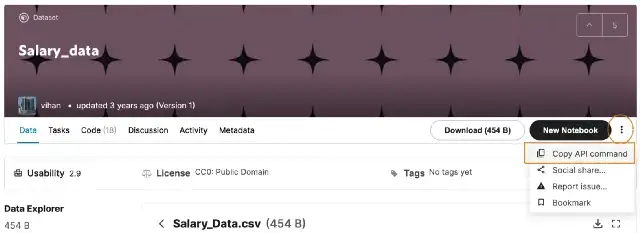 Dataset
5
Salary_data
vihan • updated 3 years ago (Version 1)
Data Tasks Code (18) Discussion Activity Metadata Download (454 B) New Notebook
Copy API command
Social share...
Report issue...
Bookmark
Usability 2.9 License CC0: Public Domain Tags No tags yet
Data Explorer
454 B
Salary_Data.csv (454 B)